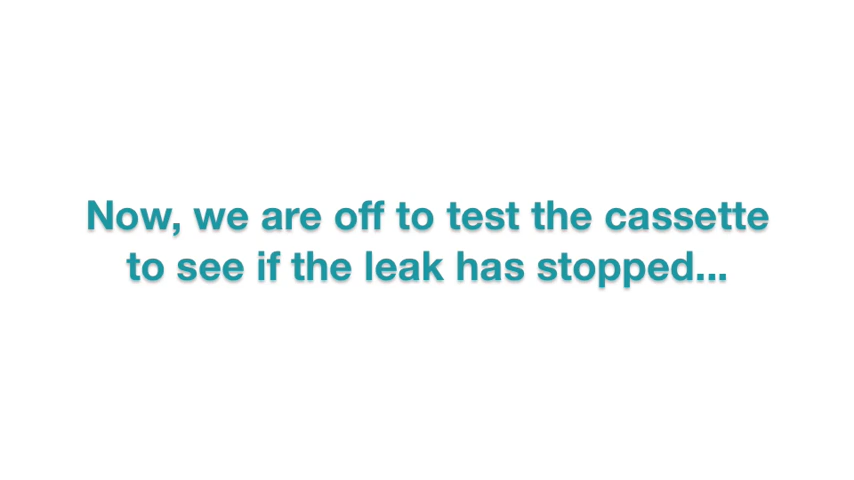 Now, we are off to test the cassette
to see if the leak has stopped...